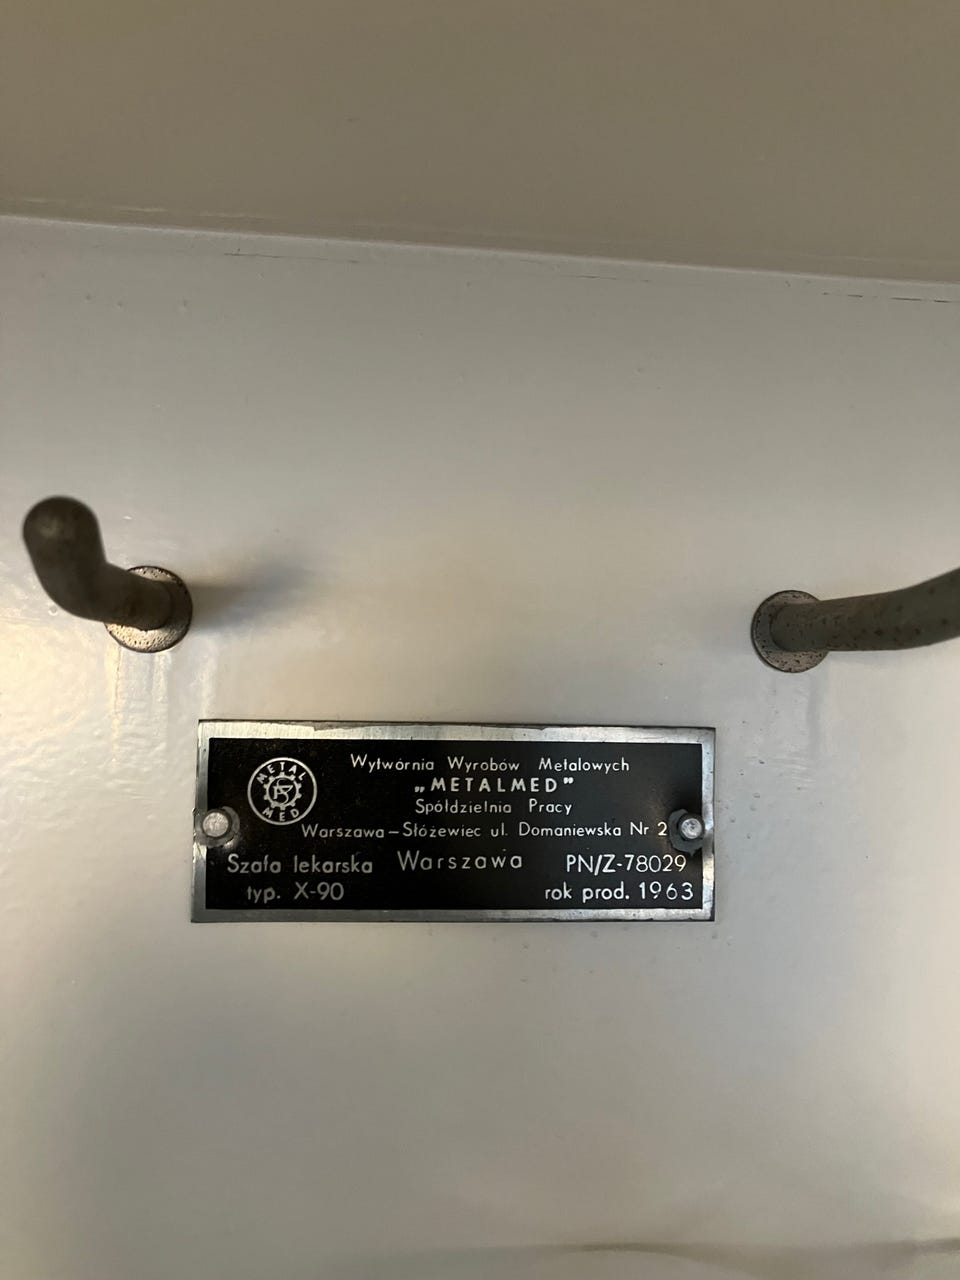 METAL
MED
Wytwórnia Wyrobów Metalowych
„METALMED”
Spółdzielnia Pracy
Warszawa – Słóżewiec ul. Domaniewska Nr 2
Szafa lekarska Warszawa PN/Z-78029
typ. X-90 rok prod. 1963